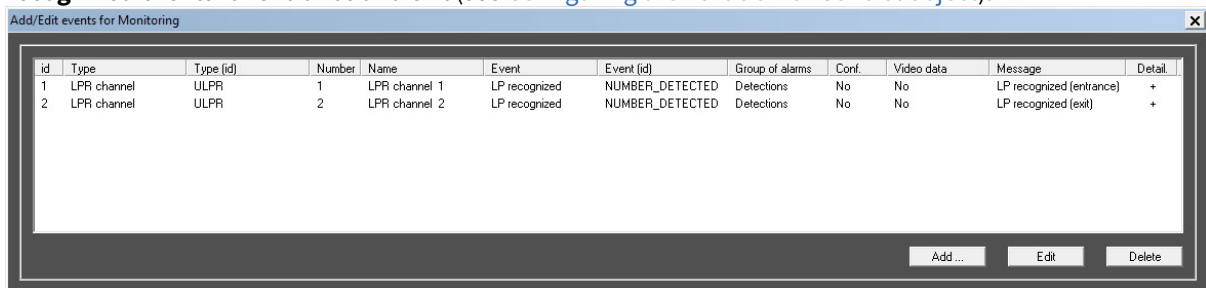 Add/Edit events for Monitoring
id Type Type (id) Number Name Event Event (id) Group of alarms Conf. Video data Message Detail.
1 LPR channel ULPR 1 LPR channel 1 LP recognized NUMBER_DETECTED Detections No No LP recognized (entrance) +
2 LPR channel ULPR 2 LPR channel 2 LP recognized NUMBER_DETECTED Detections No No LP recognized (exit) +
Add ... Edit Delete